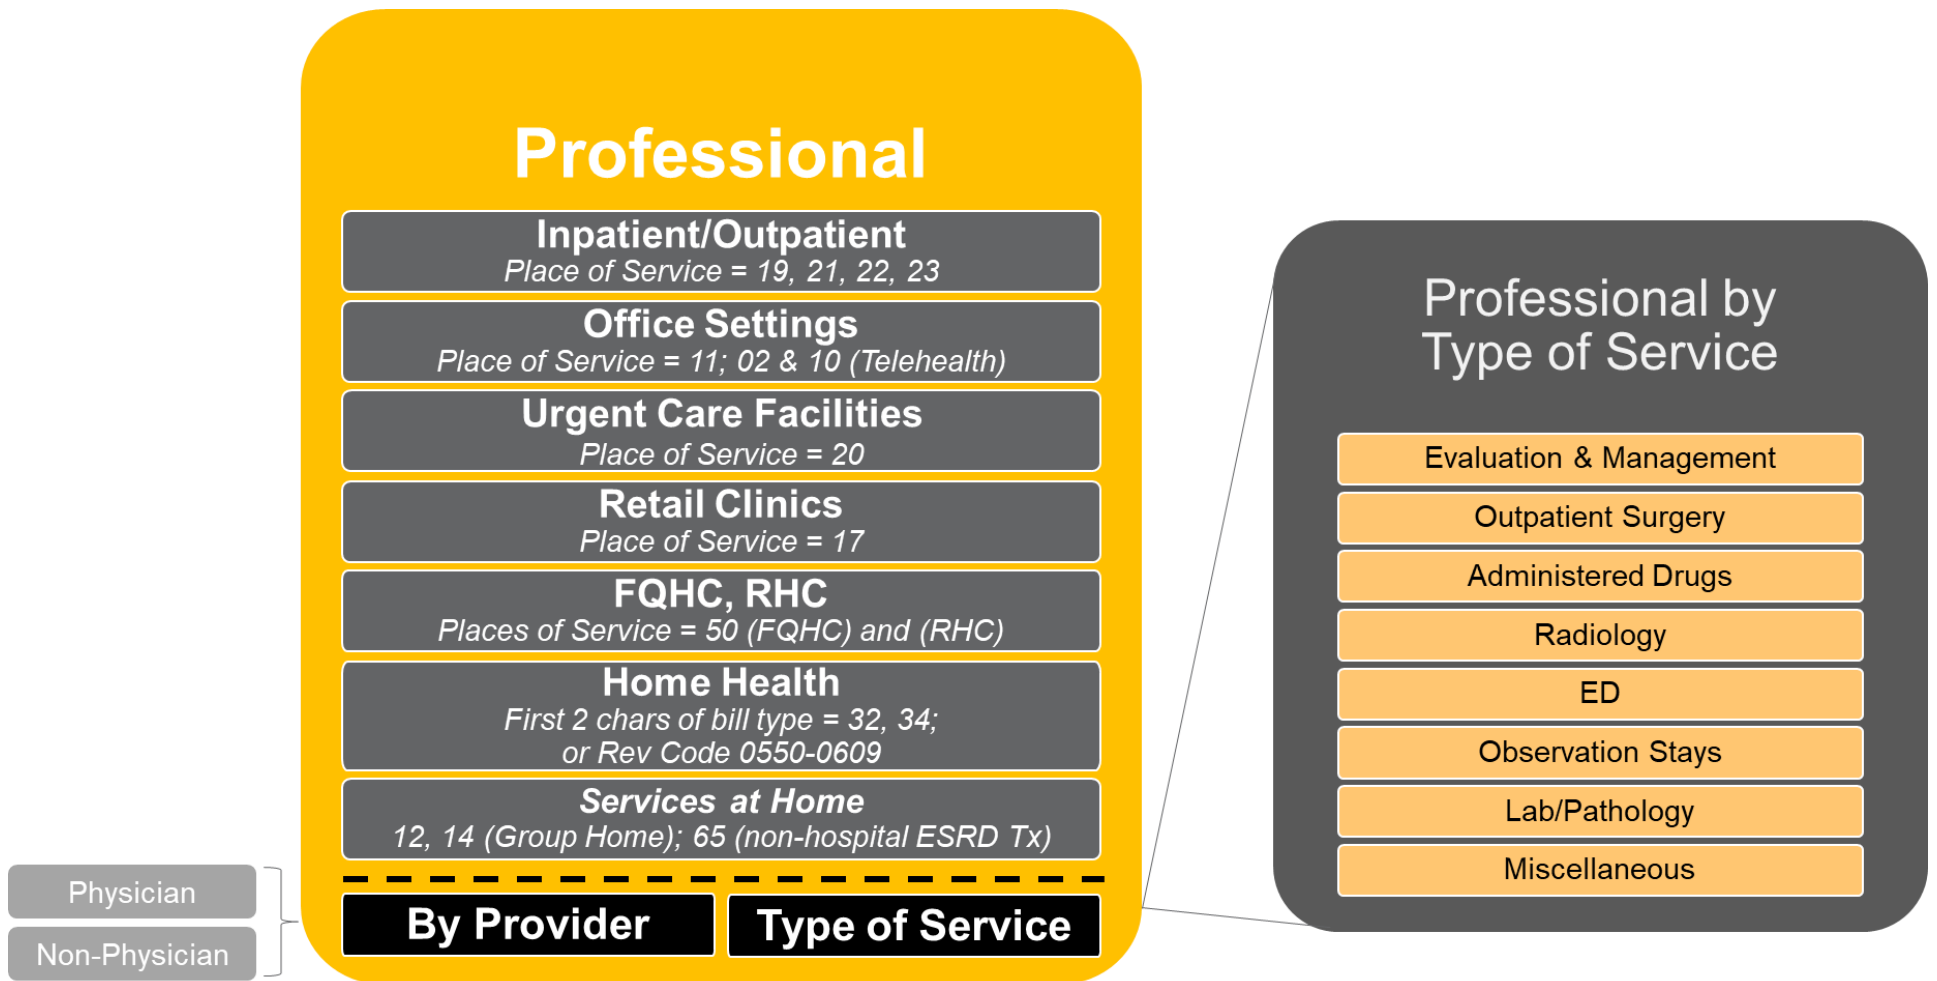 Professional
Inpatient/Outpatient
Place of Service = 19, 21, 22, 23
Office Settings
Place of Service = 11; 02 & 10 (Telehealth)
Urgent Care Facilities
Place of Service = 20
Retail Clinics
Place of Service = 17
FQHC, RHC
Places of Service = 50 (FQHC) and (RHC)
Home Health
First 2 chars of bill type = 32, 34;
or Rev Code 0550-0609
Services at Home
12, 14 (Group Home); 65 (non-hospital ESRD Tx)
Physician
Non-Physician
By Provider
Type of Service
Professional by
Type of Service
Evaluation & Management
Outpatient Surgery
Administered Drugs
Radiology
ED
Observation Stays
Lab/Pathology
Miscellaneous